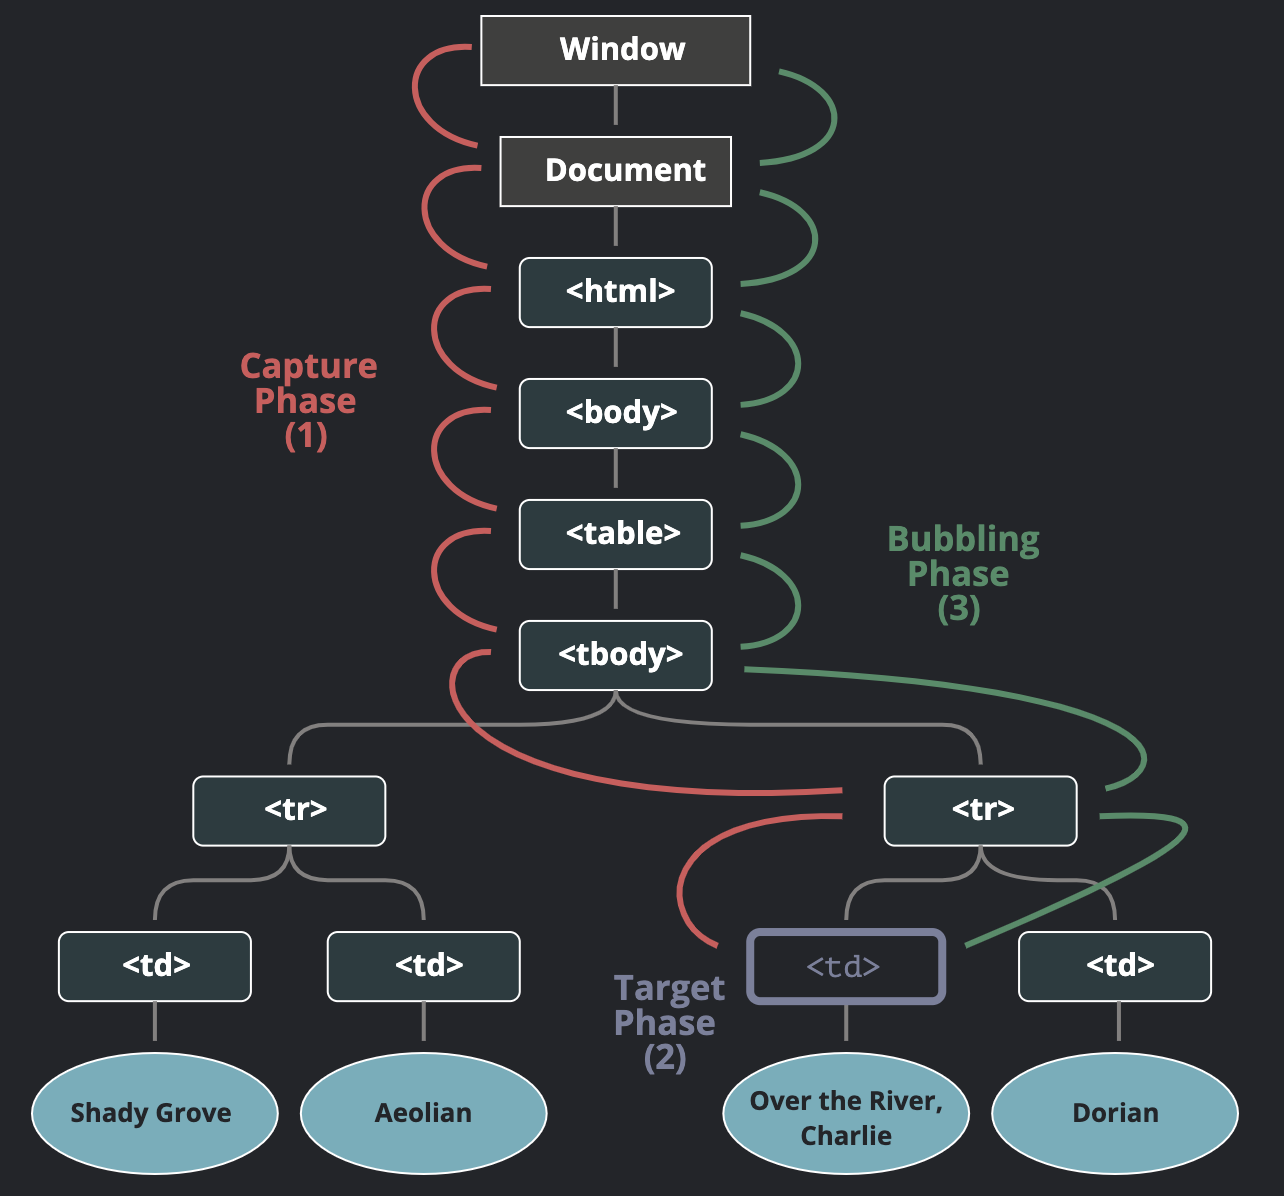 Window
Document
<html>
Capture
Phase
(1)
<body>
<table>
Bubbling
Phase
(3)
<tbody>
<tr>
<tr>
<td>
<td>
<td>
<td>
Target
Phase
(2)
Shady Grove
Aeolian
Over the River,
Charlie
Dorian